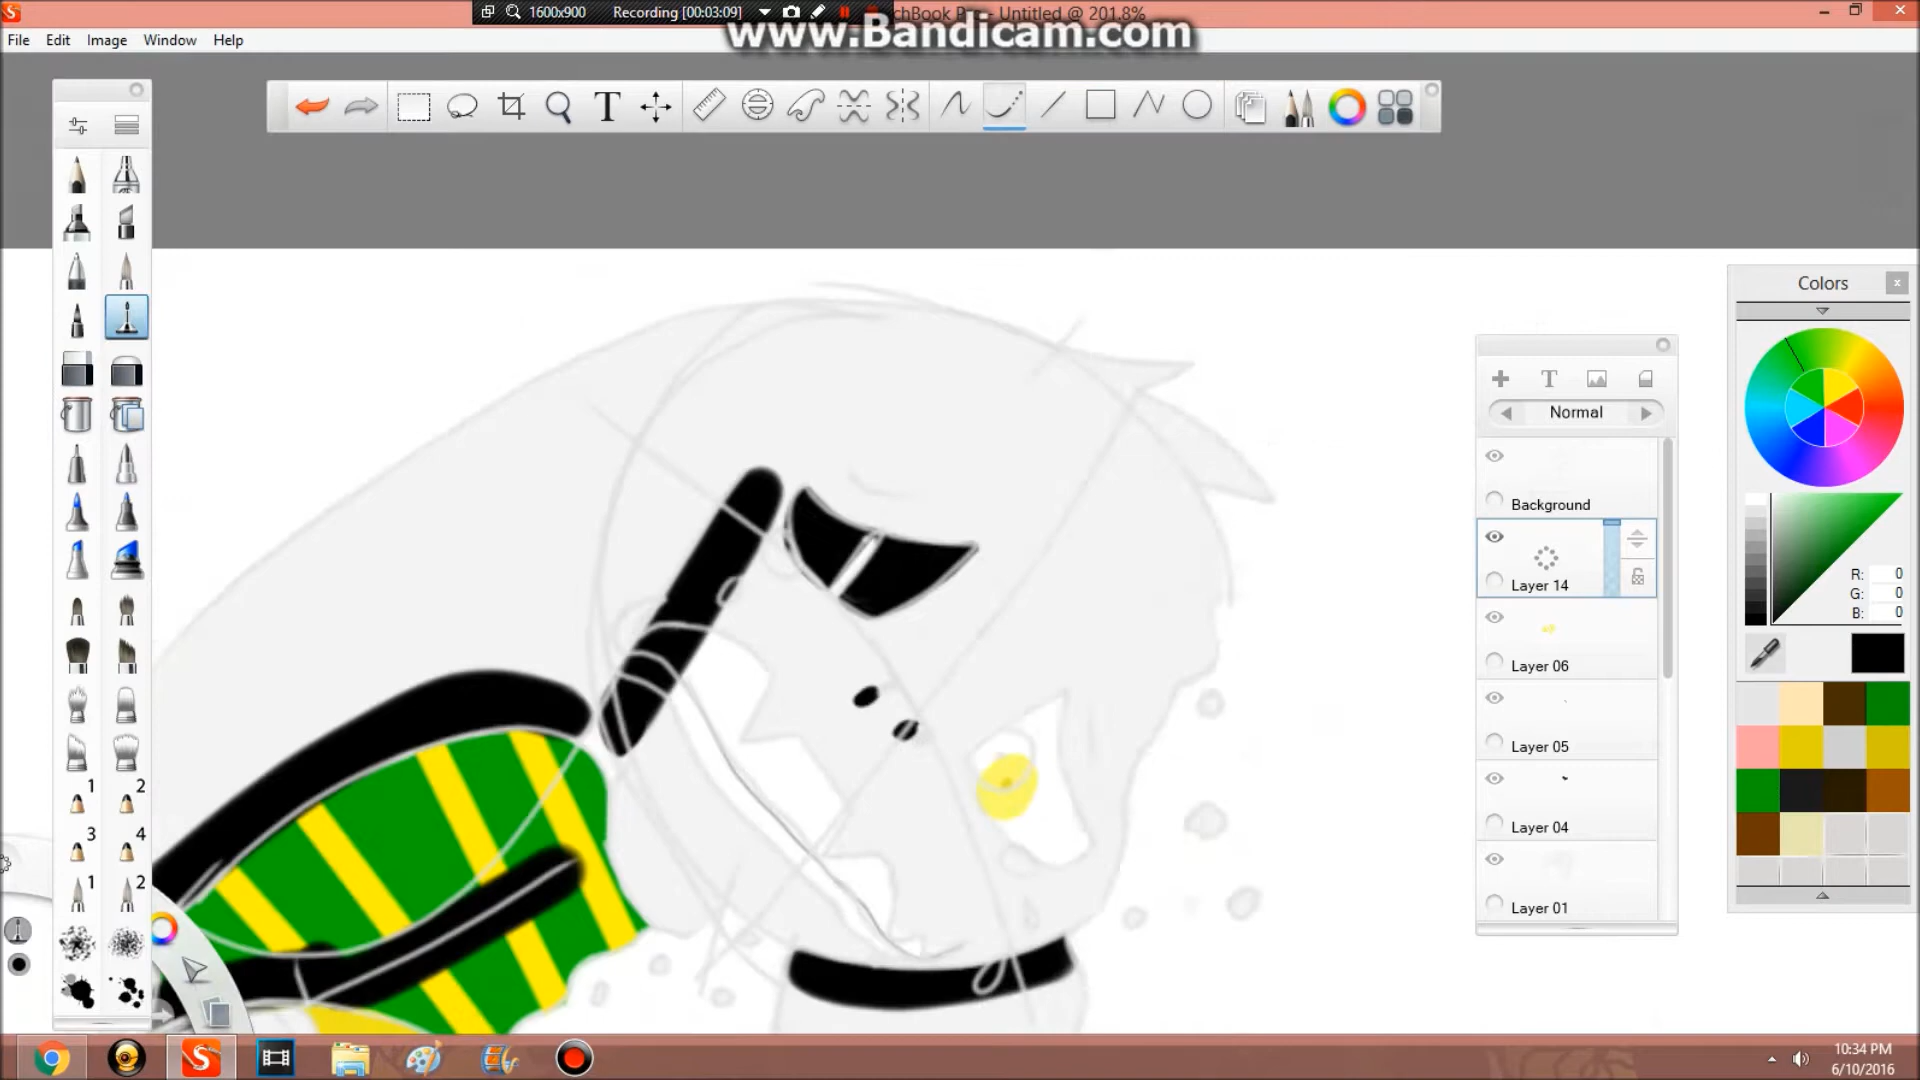 1600x900 Recording [00:03:09] chBook Pro - Untitled @ 201.8%
www.Bandicam.com
File Edit Image Window Help
T
Colors
T
Normal
Background
Layer 14
R: 0
G: 0
B: 0
Layer 06
Layer 05
1 2
Layer 04
3 4
1 2
Layer 01
10:34 PM
6/10/2016